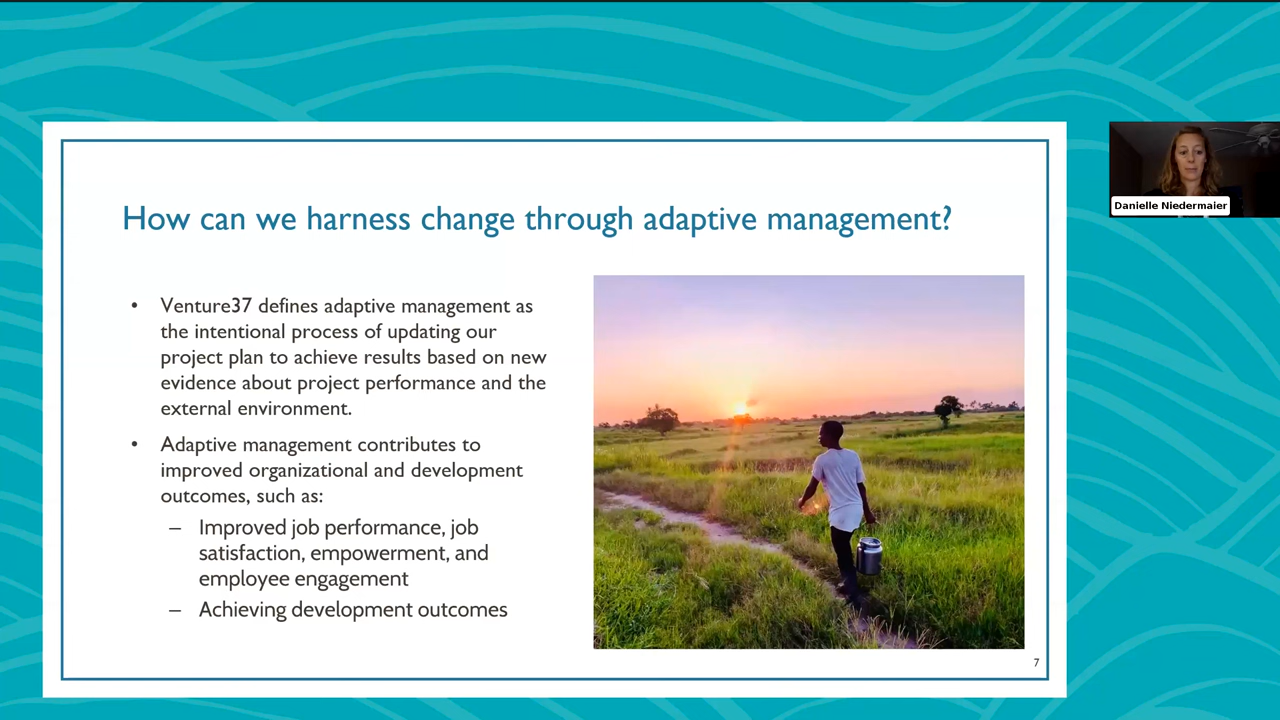 How can we harness change through adaptive management?
• Venture37 defines adaptive management as
the intentional process of updating our
project plan to achieve results based on new
evidence about project performance and the
external environment.
• Adaptive management contributes to
improved organizational and development
outcomes, such as:
– Improved job performance, job
satisfaction, empowerment, and
employee engagement
– Achieving development outcomes
7
Danielle Niedermaier